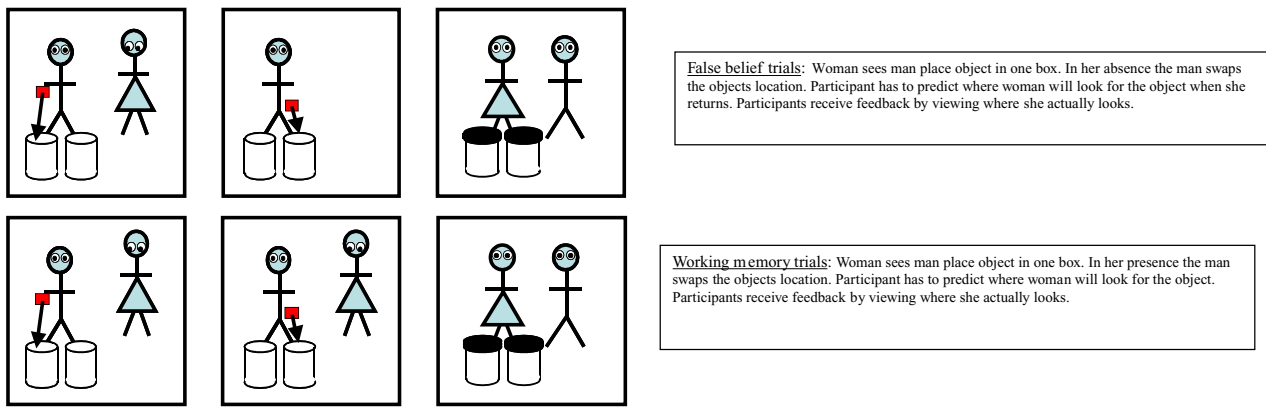 False belief trials: Woman sees man place object in one box. In her absence the man swaps
the objects location. Participant has to predict where woman will look for the object when she
returns. Participants receive feedback by viewing where she actually looks.
Working memory trials: Woman sees man place object in one box. In her presence the man
swaps the objects location. Participant has to predict where woman will look for the object.
Participants receive feedback by viewing where she actually looks.